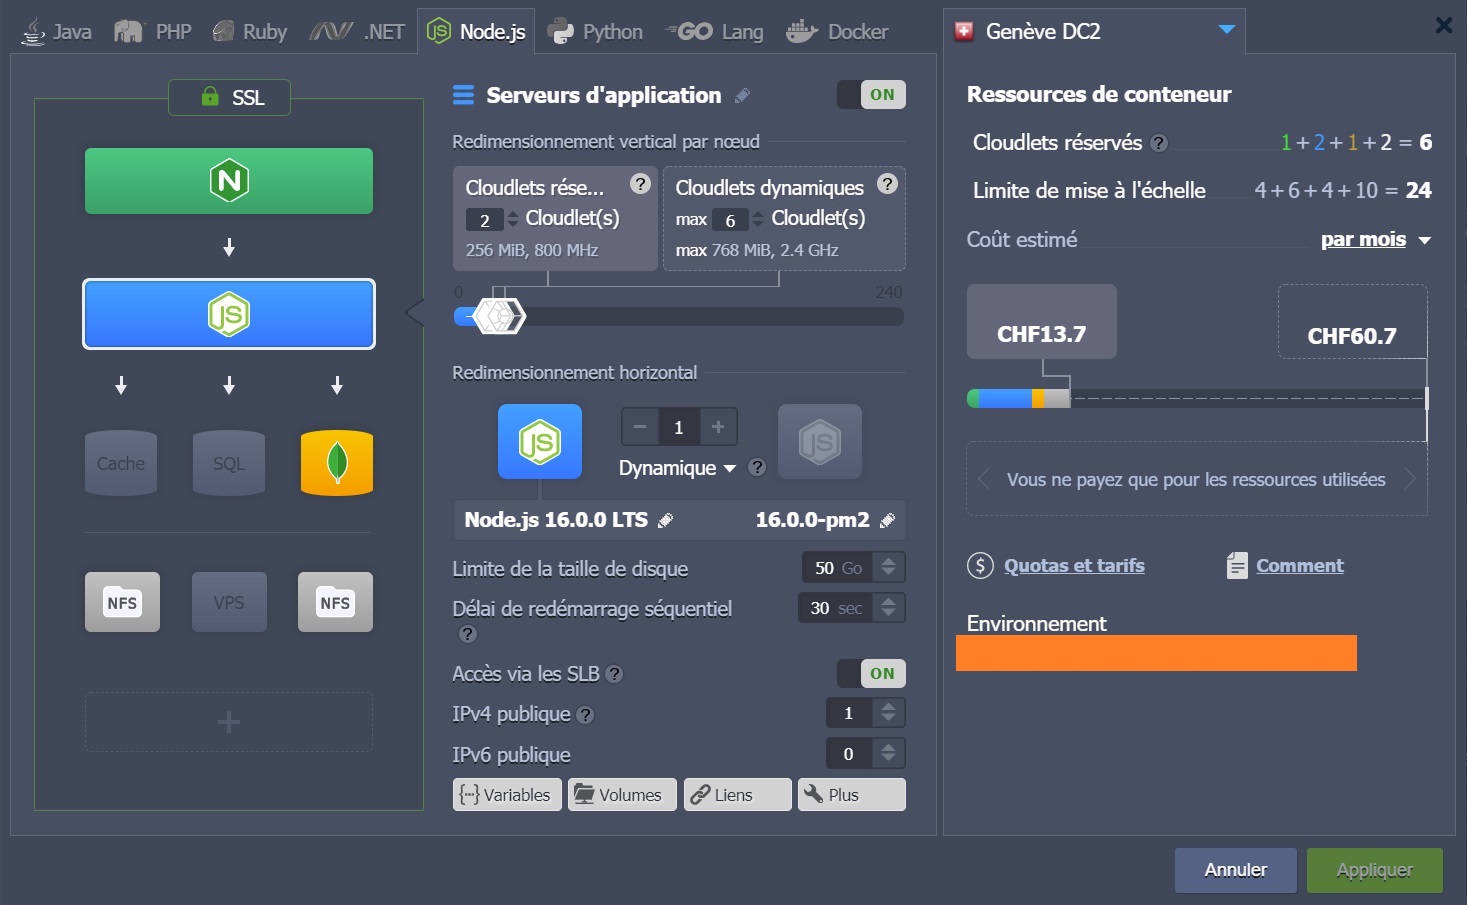 Java
PHP
Ruby
.NET
Node.js
Python
GO Lang
Docker
SSL
N
JS
Cache
SQL
NFS
VPS
NFS
+
Serveurs d'application
ON
Redimensionnement vertical par nœud
Cloudlets rése... ?
2 Cloudlet(s)
256 MiB, 800 MHz
Cloudlets dynamiques ?
max 6 Cloudlet(s)
max 768 MiB, 2.4 GHz
0
240
Redimensionnement horizontal
JS
− 1 +
JS
Dynamique ?
Node.js 16.0.0 LTS
16.0.0-pm2
Limite de la taille de disque 50 Go
Délai de redémarrage séquentiel 30 sec
?
Accès via les SLB ? ON
IPv4 publique ? 1
IPv6 publique 0
{...} Variables
Volumes
Liens
Plus
Genève DC2
Ressources de conteneur
Cloudlets réservés ? 1 + 2 + 1 + 2 = 6
Limite de mise à l'échelle 4 + 6 + 4 + 10 = 24
Coût estimé par mois
CHF13.7
CHF60.7
Vous ne payez que pour les ressources utilisées
$ Quotas et tarifs
Comment
Environnement
Annuler
Appliquer